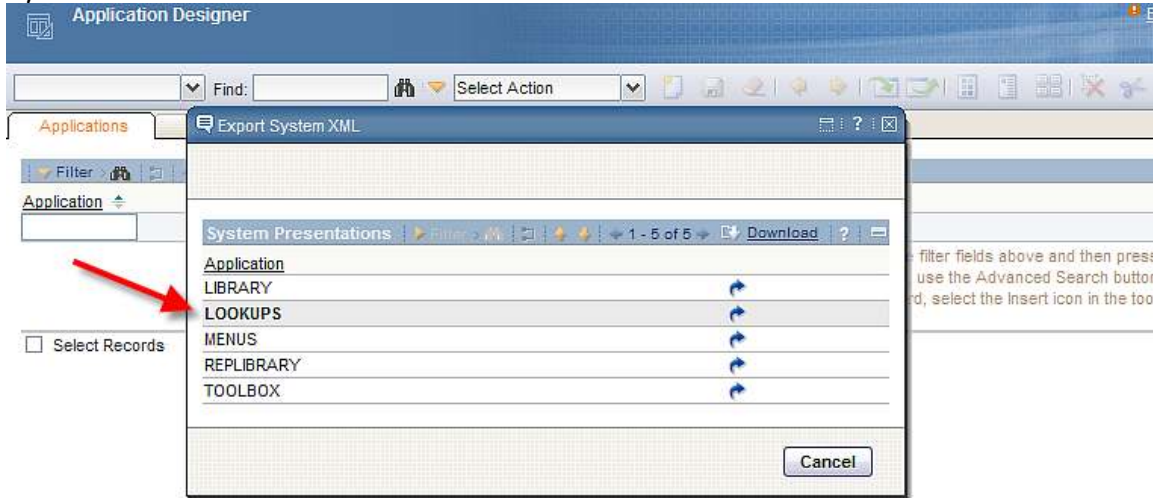 Application Designer
Find:
Select Action
Applications
Export System XML
?
Filter
Application
System Presentations Filter 1 - 5 of 5 Download ?
filter fields above and then press
use the Advanced Search button
select the Insert icon in the
Application
LIBRARY
LOOKUPS
MENUS
REPLIBRARY
TOOLBOX
Select Records
Cancel